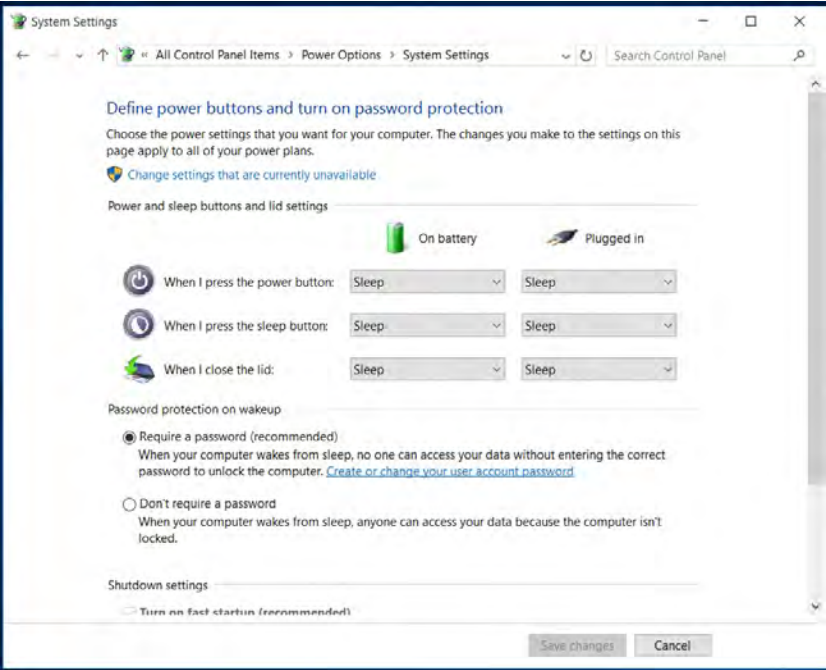 System Settings
« All Control Panel Items > Power Options > System Settings
Search Control Panel
Define power buttons and turn on password protection
Choose the power settings that you want for your computer. The changes you make to the settings on this
page apply to all of your power plans.
Change settings that are currently unavailable
Power and sleep buttons and lid settings
On battery Plugged in
When I press the power button: Sleep Sleep
When I press the sleep button: Sleep Sleep
When I close the lid: Sleep Sleep
Password protection on wakeup
Require a password (recommended)
When your computer wakes from sleep, no one can access your data without entering the correct
password to unlock the computer. Create or change your user account password
Don't require a password
When your computer wakes from sleep, anyone can access your data because the computer isn't
locked.
Shutdown settings
Turn on fast startup (recommended)
Save changes Cancel